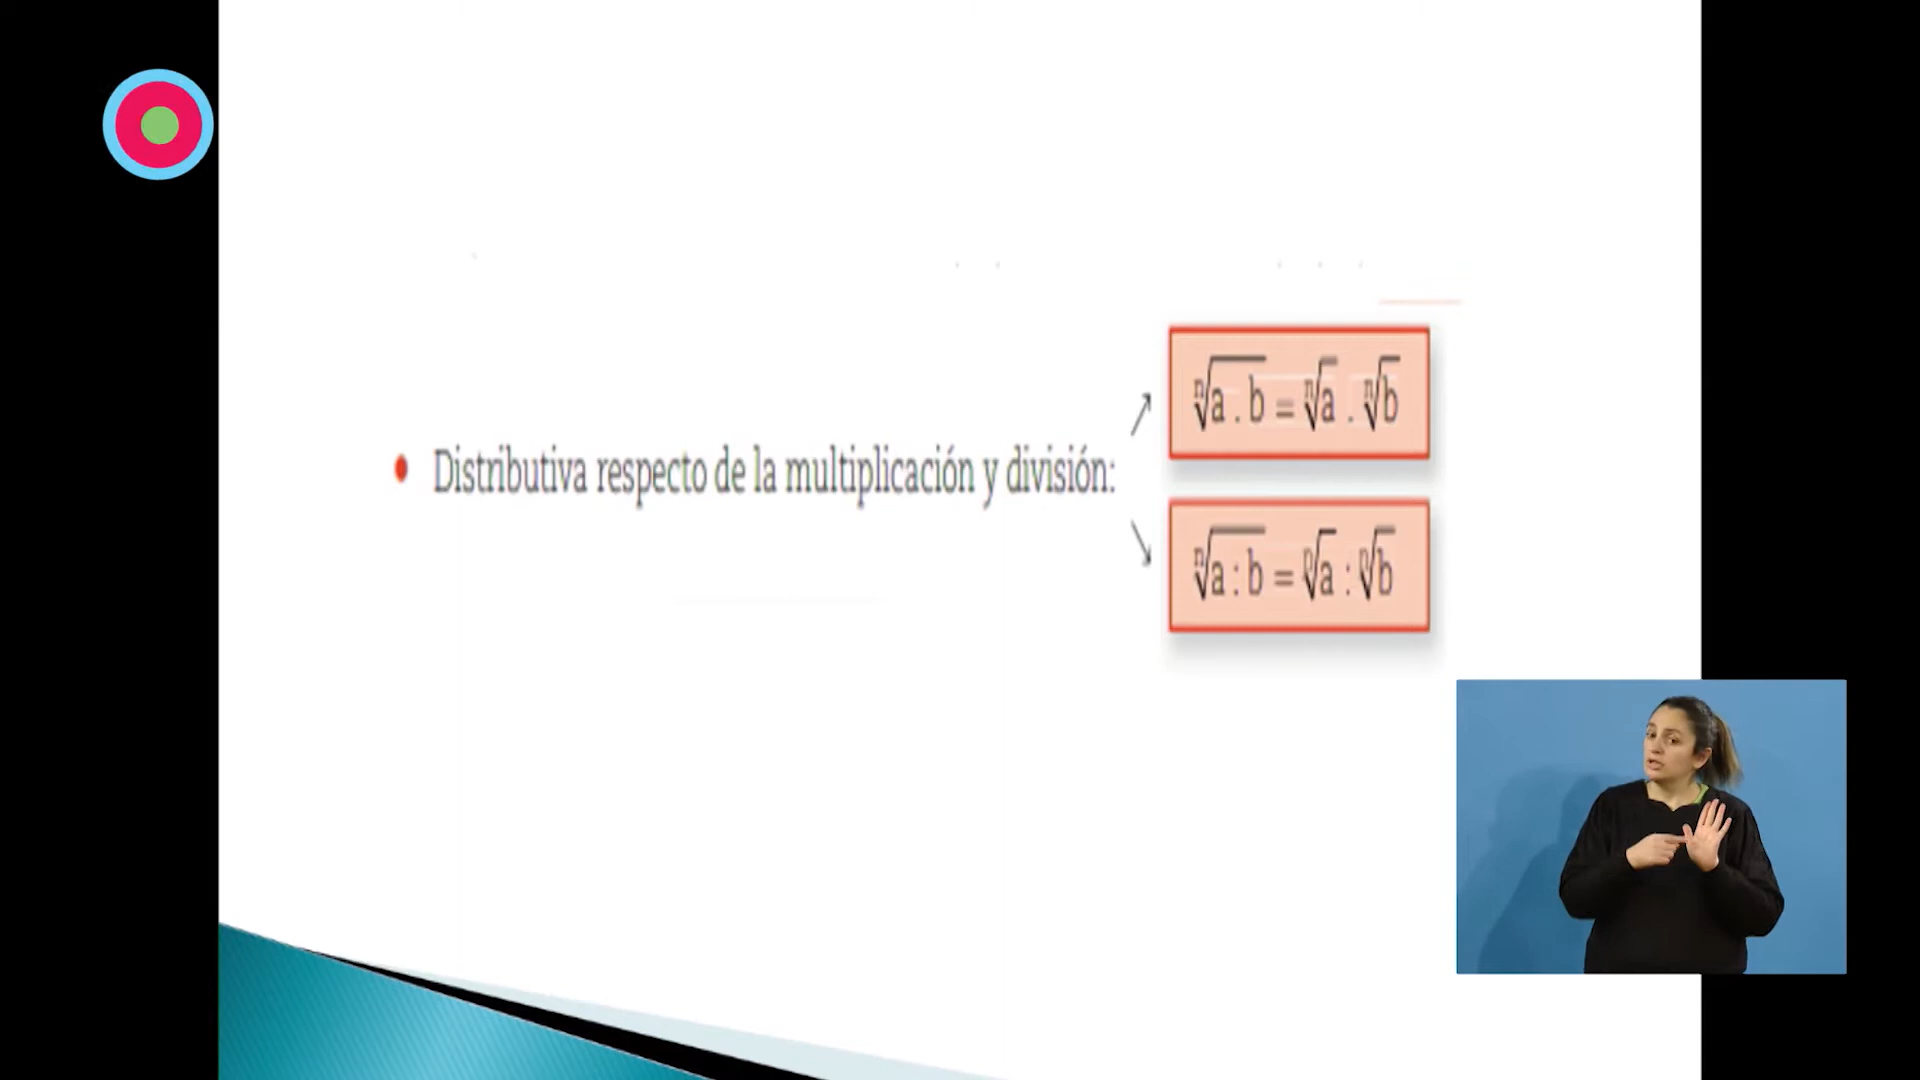 ⁿ√a . b = ⁿ√a . ⁿ√b
• Distributiva respecto de la multiplicación y división:
ⁿ√a : b = ⁿ√a : ⁿ√b